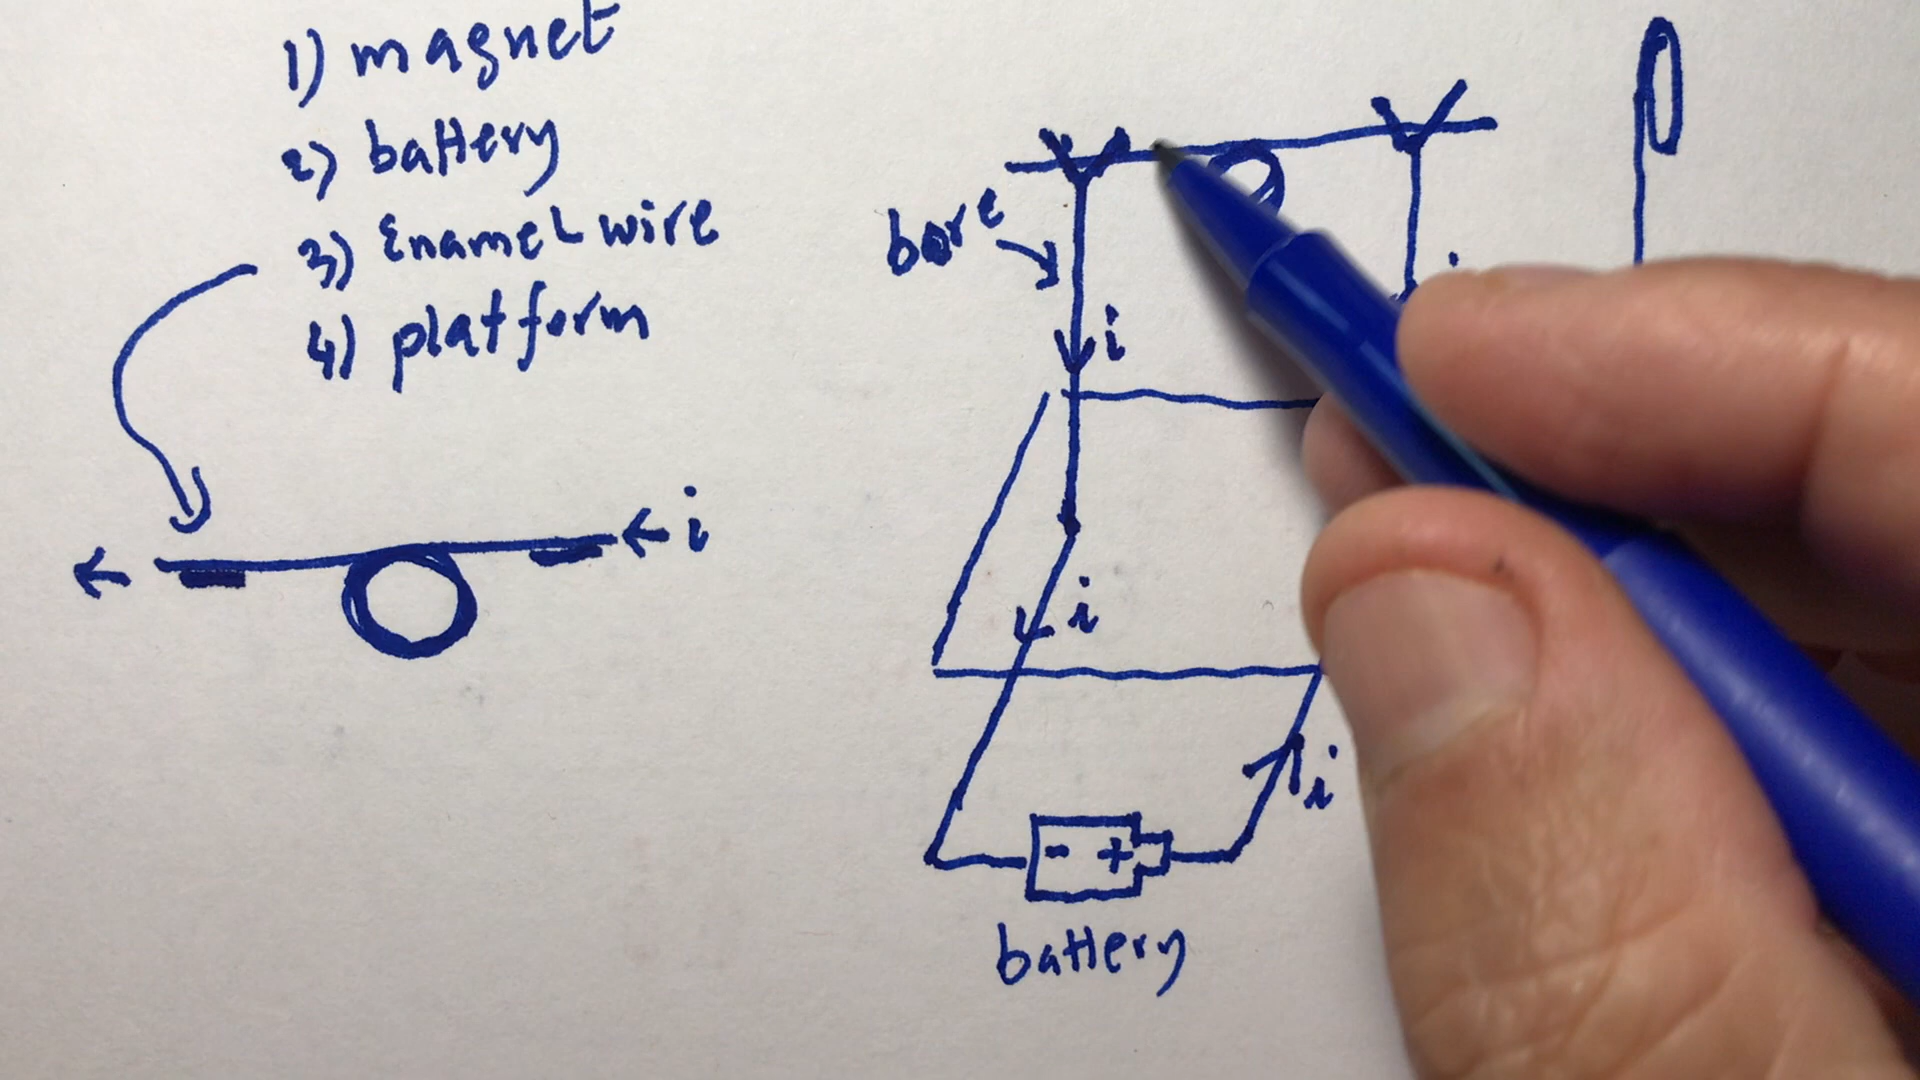 1) magnet
2) battery
3) Enamel wire
4) platform
← i
bare
i
i
i
- +
battery